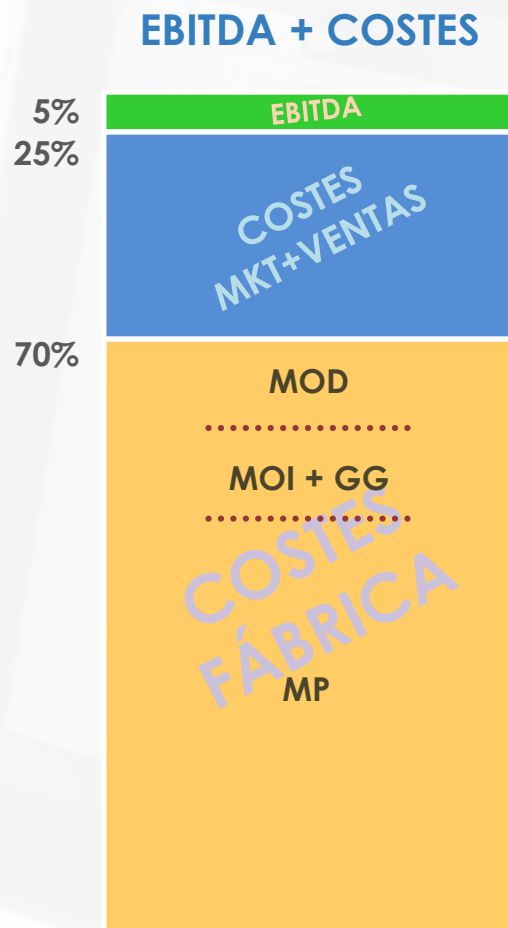 EBITDA + COSTES
5%
EBITDA
25%
COSTES
MKT+VENTAS
70%
MOD
MOI + GG
COSTES
FÁBRICA
MP